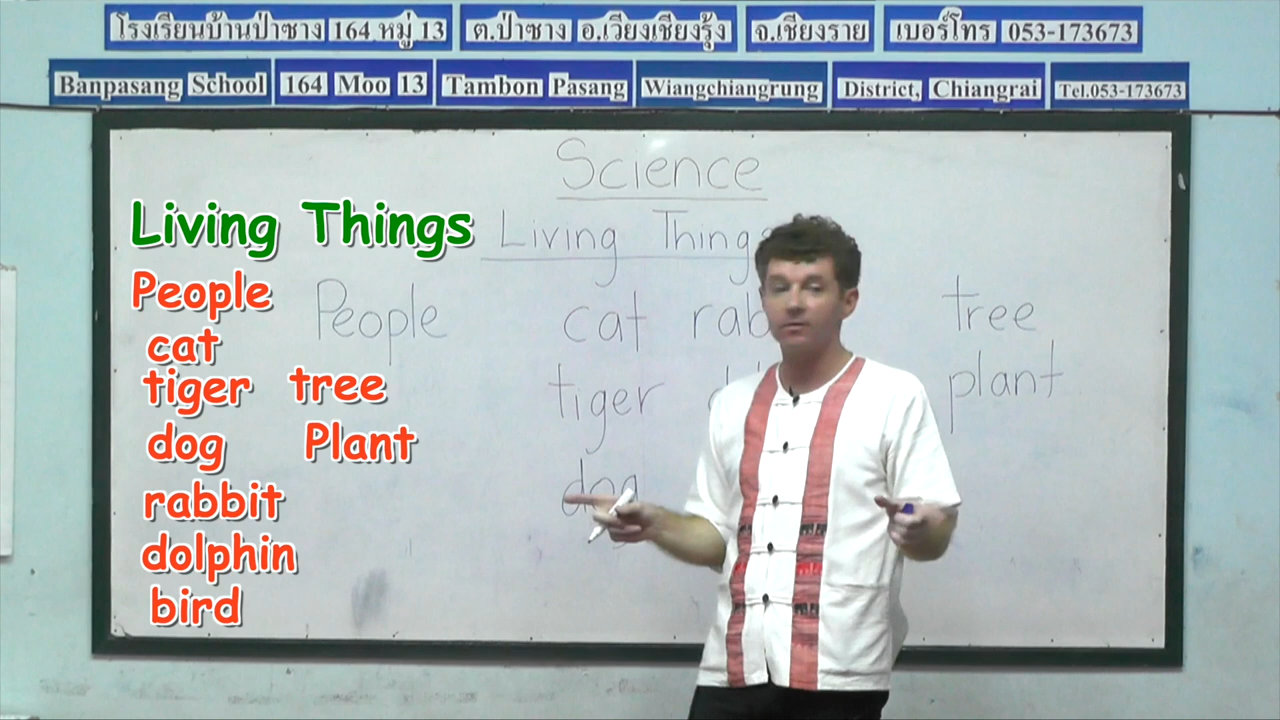 โรงเรียนบ้านป่าซาง 164 หมู่ 13 ต.ป่าซาง อ.เวียงเชียงรุ้ง จ.เชียงราย เบอร์โทร 053-173673
Banpasang School 164 Moo 13 Tambon Pasang Wiangchiangrung District, Chiangrai Tel.053-173673
Science
Living Things
People
cat
tiger tree
dog Plant
rabbit
dolphin
bird
Living Thing
People cat rab tree
tiger plant
dog